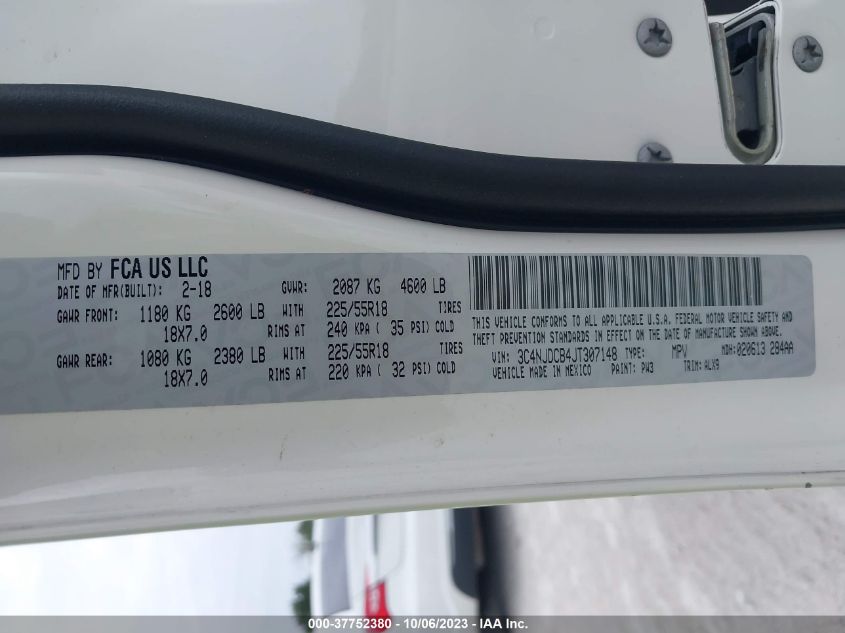 MFD BY FCA US LLC
DATE OF MFR(BUILT): 2-18 GVWR: 2087 KG 4600 LB
GAWR FRONT: 1180 KG 2600 LB WITH 225/55R18 TIRES
18X7.0 RIMS AT 240 KPA ( 35 PSI) COLD
GAWR REAR: 1080 KG 2380 LB WITH 225/55R18 TIRES
18X7.0 RIMS AT 220 KPA ( 32 PSI) COLD
THIS VEHICLE CONFORMS TO ALL APPLICABLE U.S.A. FEDERAL MOTOR VEHICLE SAFETY AND
THEFT PREVENTION STANDARDS IN EFFECT ON THE DATE OF MANUFACTURE SHOWN ABOVE.
VIN: 3C4NJDCB4JT307148 TYPE: MPV MDH:020613 284AA
VEHICLE MADE IN MEXICO PAINT: PW3 TRIM: ALX9
000-37752380 - 10/06/2023 - IAA Inc.